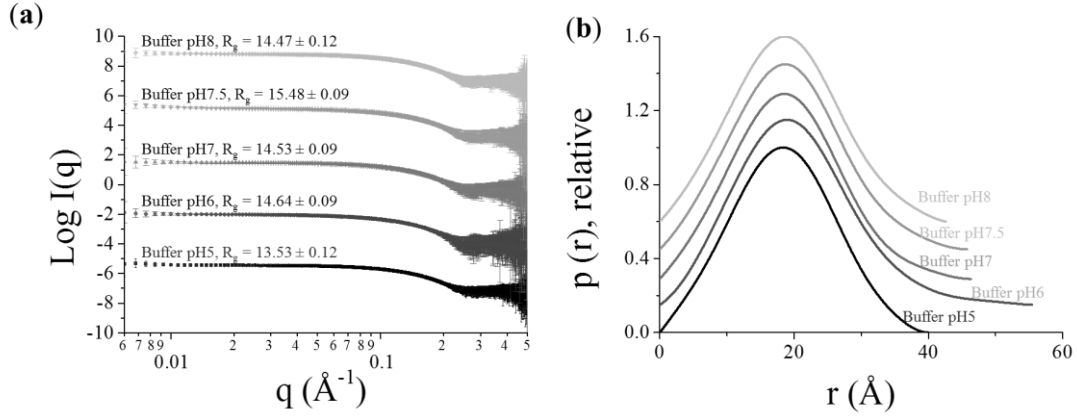 (a)
Log I(q)
10
8
6
4
2
0
-2
-4
-6
-8
-10
Buffer pH8, Rg = 14.47 ± 0.12
Buffer pH7.5, Rg = 15.48 ± 0.09
Buffer pH7, Rg = 14.53 ± 0.09
Buffer pH6, Rg = 14.64 ± 0.09
Buffer pH5, Rg = 13.53 ± 0.12
6 7 8 9 2 3 4 5 6 7 8 9 2 3 4 5
0.01 0.1
q (Å⁻¹)
(b)
p (r), relative
1.6
1.2
0.8
0.4
0.0
Buffer pH8
Buffer pH7.5
Buffer pH7
Buffer pH6
Buffer pH5
0 20 40 60
r (Å)